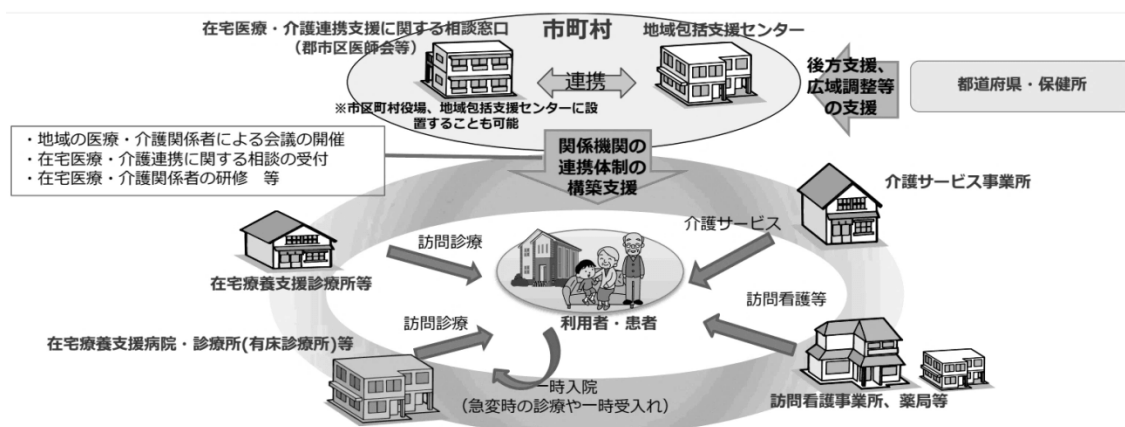 在宅医療・介護連携支援に関する相談窓口
（郡市区医師会等）
市町村
地域包括支援センター
連携
※市区町村役場、地域包括支援センターに設
置することも可能
後方支援、
広域調整等
の支援
都道府県・保健所
・地域の医療・介護関係者による会議の開催
・在宅医療・介護連携に関する相談の受付
・在宅医療・介護関係者の研修　等
関係機関の
連携体制の
構築支援
介護サービス事業所
介護サービス
訪問診療
在宅療養支援診療所等
利用者・患者
訪問看護等
訪問診療
在宅療養支援病院・診療所(有床診療所)等
一時入院
（急変時の診療や一時受入れ）
訪問看護事業所、薬局等